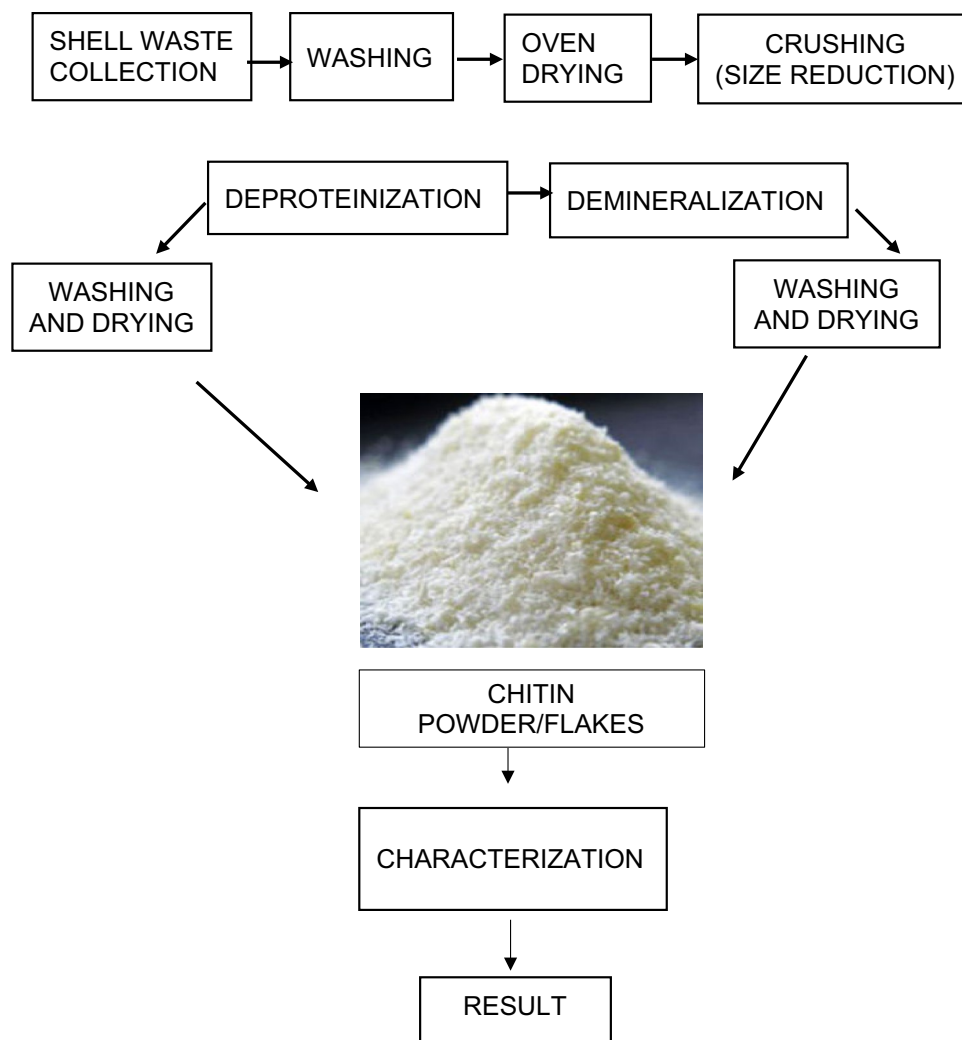 SHELL WASTE
COLLECTION
WASHING
OVEN
DRYING
CRUSHING
(SIZE REDUCTION)
DEPROTEINIZATION
DEMINERALIZATION
WASHING
AND DRYING
WASHING
AND DRYING
CHITIN
POWDER/FLAKES
CHARACTERIZATION
RESULT